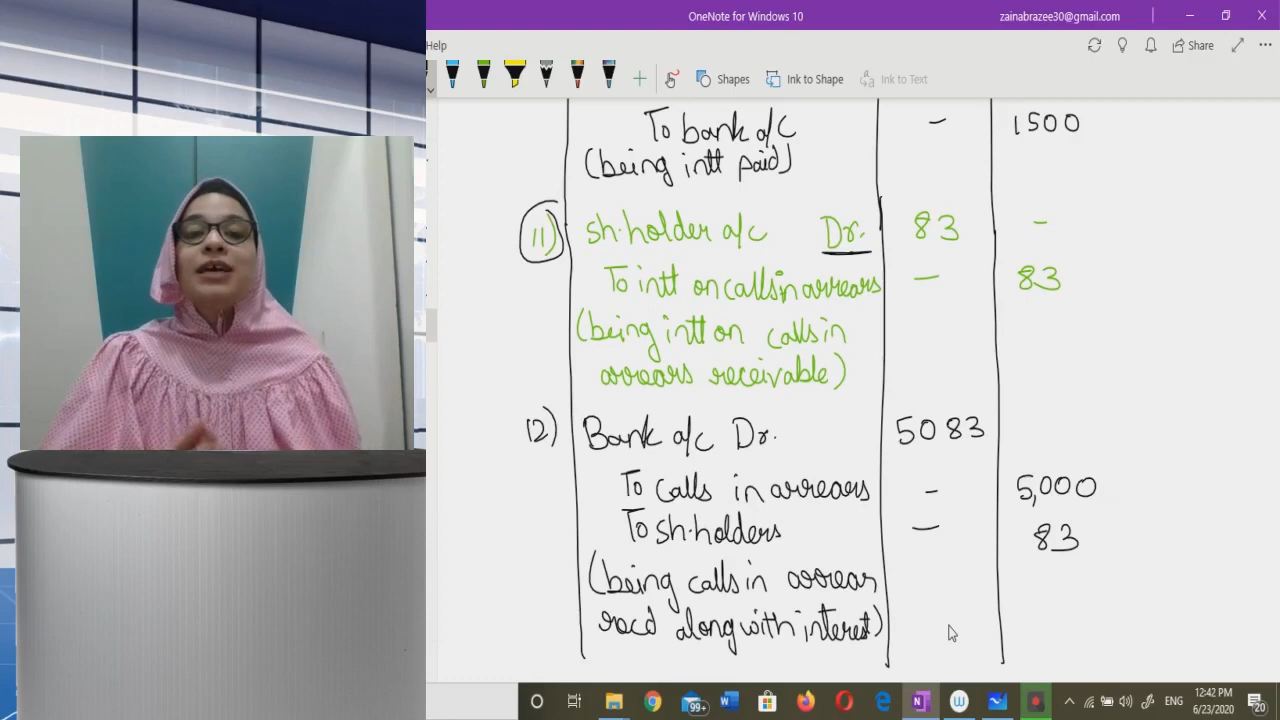 OneNote for Windows 10
zainabrazee30@gmail.com
Help
Share
Shapes
Ink to Shape
Ink to Text
To bank a/c - 1500
(being intt paid)
11) sh.holder a/c Dr. 83 -
To intt on calls in arrears - 83
(being intt on calls in
arrears receivable)
12) Bank a/c Dr. 5083
To calls in arrears - 5,000
To sh.holders - 83
(being calls in arrear
recd along with interest)
99+
ENG
12:42 PM
6/23/2020
20